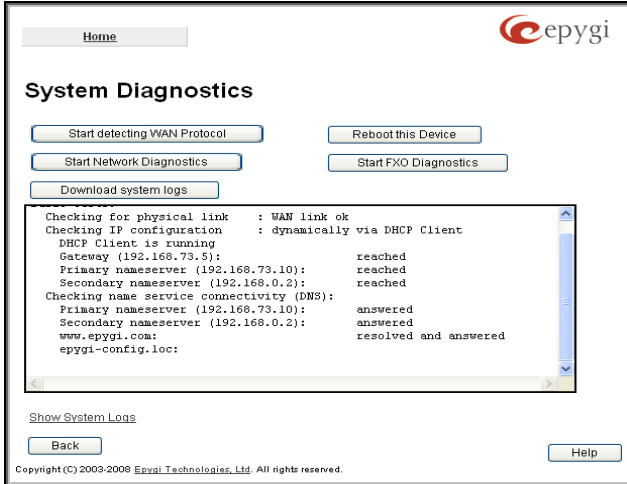 Home
epygi
System Diagnostics
Start detecting WAN Protocol
Reboot this Device
Start Network Diagnostics
Start FXO Diagnostics
Download system logs
Checking for physical link : WAN link ok
Checking IP configuration : dynamically via DHCP Client
DHCP Client is running
Gateway (192.168.73.5): reached
Primary nameserver (192.168.73.10): reached
Secondary nameserver (192.168.0.2): reached
Checking name service connectivity (DNS):
Primary nameserver (192.168.73.10): answered
Secondary nameserver (192.168.0.2): answered
www.epygi.com: resolved and answered
epygi-config.loc:
Show System Logs
Back
Help
Copyright (C) 2003-2008 Epygi Technologies, Ltd. All rights reserved.